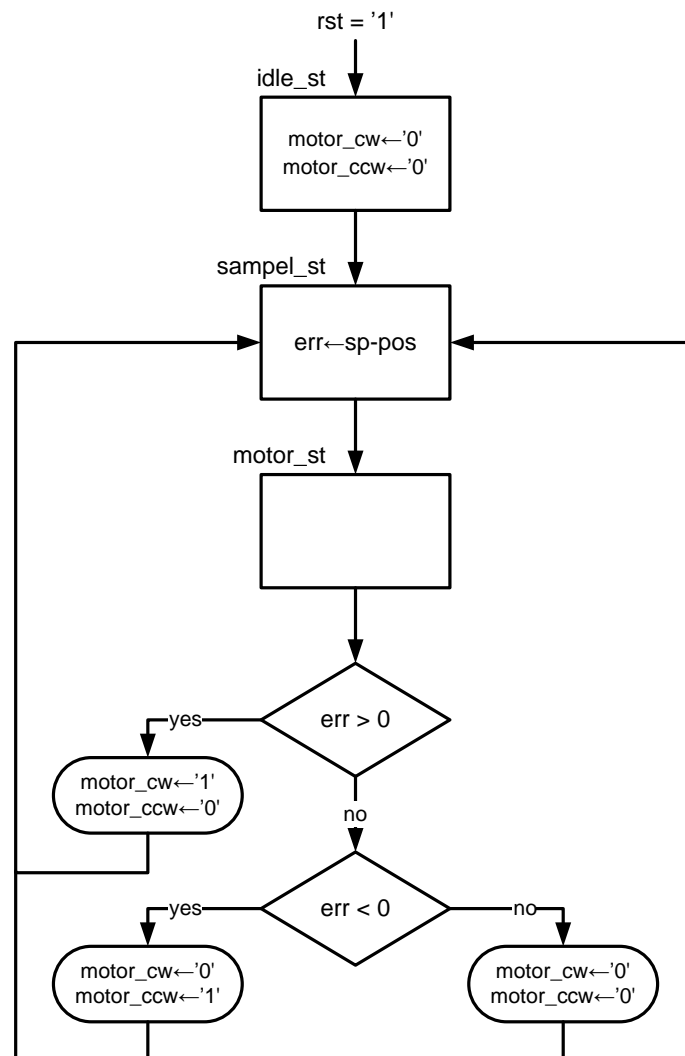 rst = '1'
idle_st
motor_cw←'0'
motor_ccw←'0'
sampel_st
err←sp-pos
motor_st
err > 0
yes
motor_cw←'1'
motor_ccw←'0'
no
err < 0
yes
no
motor_cw←'0'
motor_ccw←'1'
motor_cw←'0'
motor_ccw←'0'